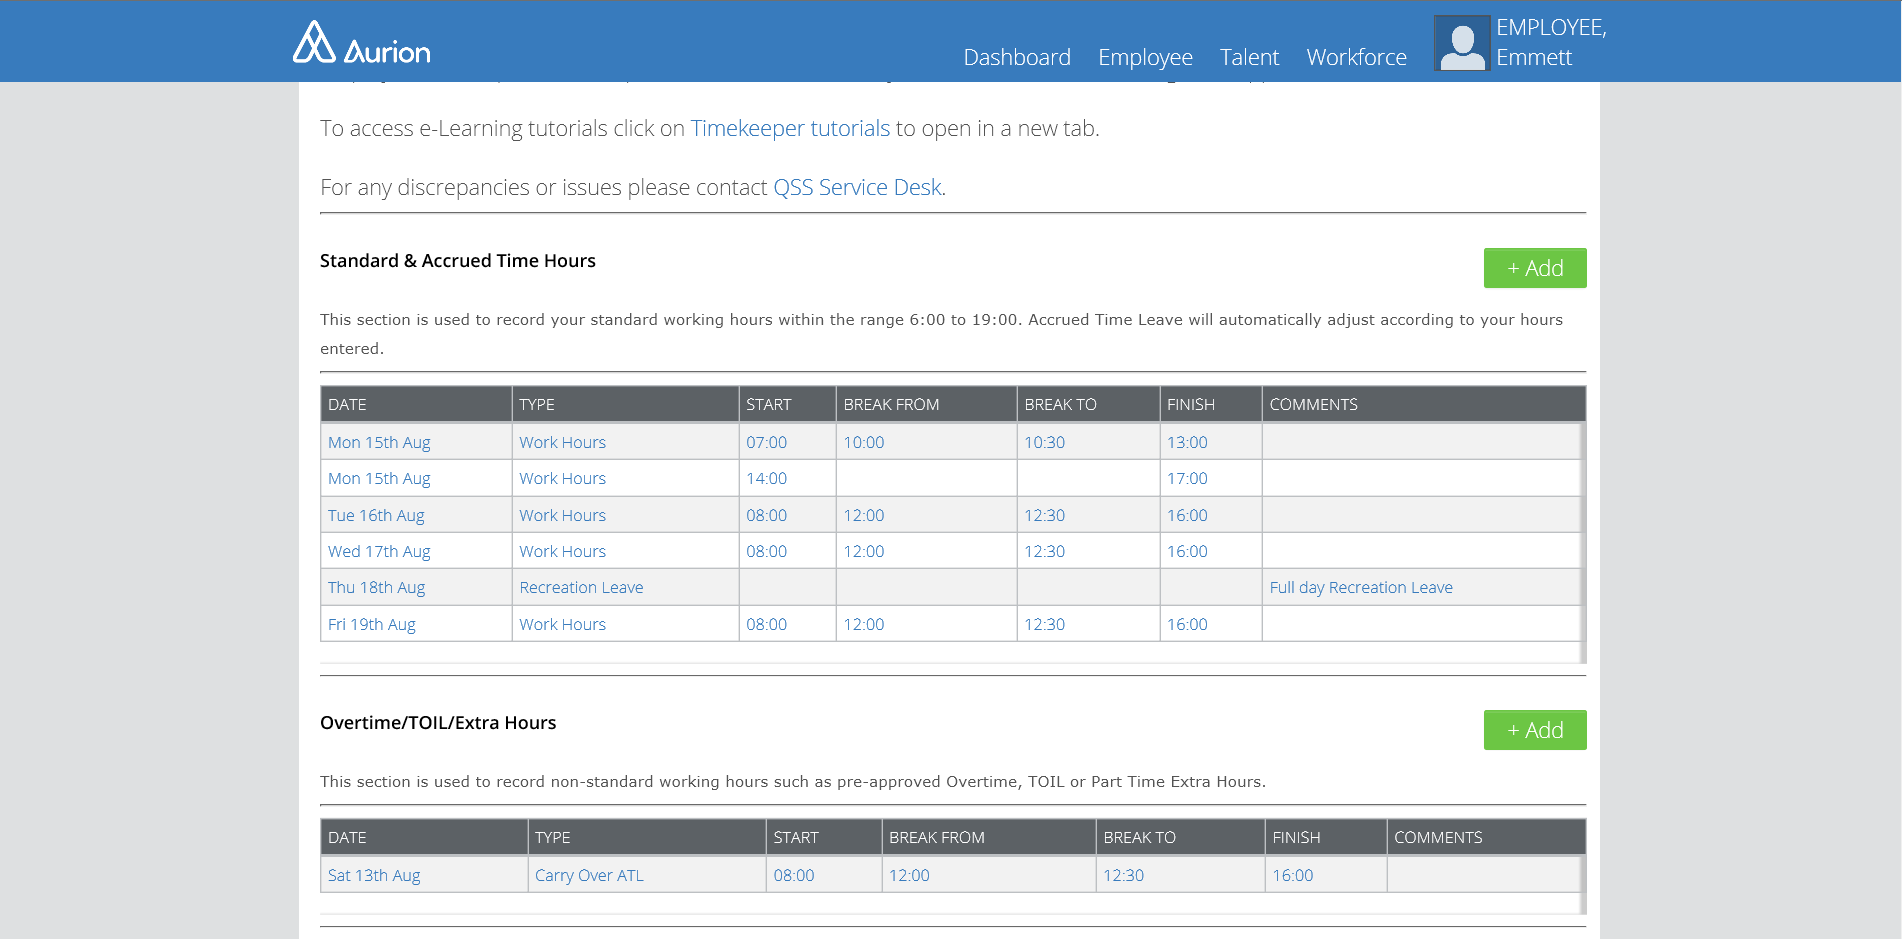 Aurion
Dashboard Employee Talent Workforce
EMPLOYEE,
Emmett
To access e-Learning tutorials click on Timekeeper tutorials to open in a new tab.
For any discrepancies or issues please contact QSS Service Desk.
Standard & Accrued Time Hours
+ Add
This section is used to record your standard working hours within the range 6:00 to 19:00. Accrued Time Leave will automatically adjust according to your hours
entered.
DATE TYPE START BREAK FROM BREAK TO FINISH COMMENTS
Mon 15th Aug Work Hours 07:00 10:00 10:30 13:00
Mon 15th Aug Work Hours 14:00 17:00
Tue 16th Aug Work Hours 08:00 12:00 12:30 16:00
Wed 17th Aug Work Hours 08:00 12:00 12:30 16:00
Thu 18th Aug Recreation Leave Full day Recreation Leave
Fri 19th Aug Work Hours 08:00 12:00 12:30 16:00
Overtime/TOIL/Extra Hours
+ Add
This section is used to record non-standard working hours such as pre-approved Overtime, TOIL or Part Time Extra Hours.
DATE TYPE START BREAK FROM BREAK TO FINISH COMMENTS
Sat 13th Aug Carry Over ATL 08:00 12:00 12:30 16:00